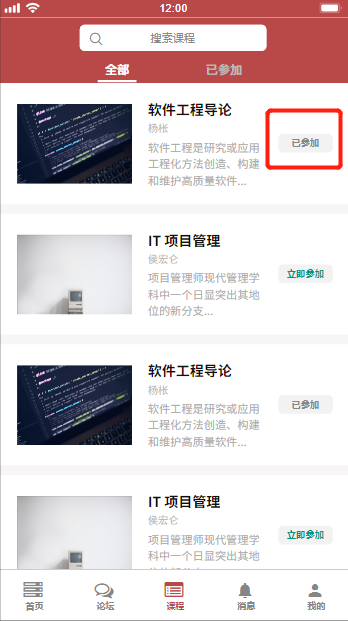 12:00
搜索课程
全部 已参加
软件工程导论
杨枨
软件工程是研究或应用
工程化方法创造、构建
和维护高质量软件...
已参加
IT 项目管理
侯宏仑
项目管理师现代管理学
科中一个日显突出其地
位的新分支...
立即参加
软件工程导论
杨枨
软件工程是研究或应用
工程化方法创造、构建
和维护高质量软件...
已参加
IT 项目管理
侯宏仑
项目管理师现代管理学
科中一个日显突出其地
立即参加
首页 论坛 课程 消息 我的